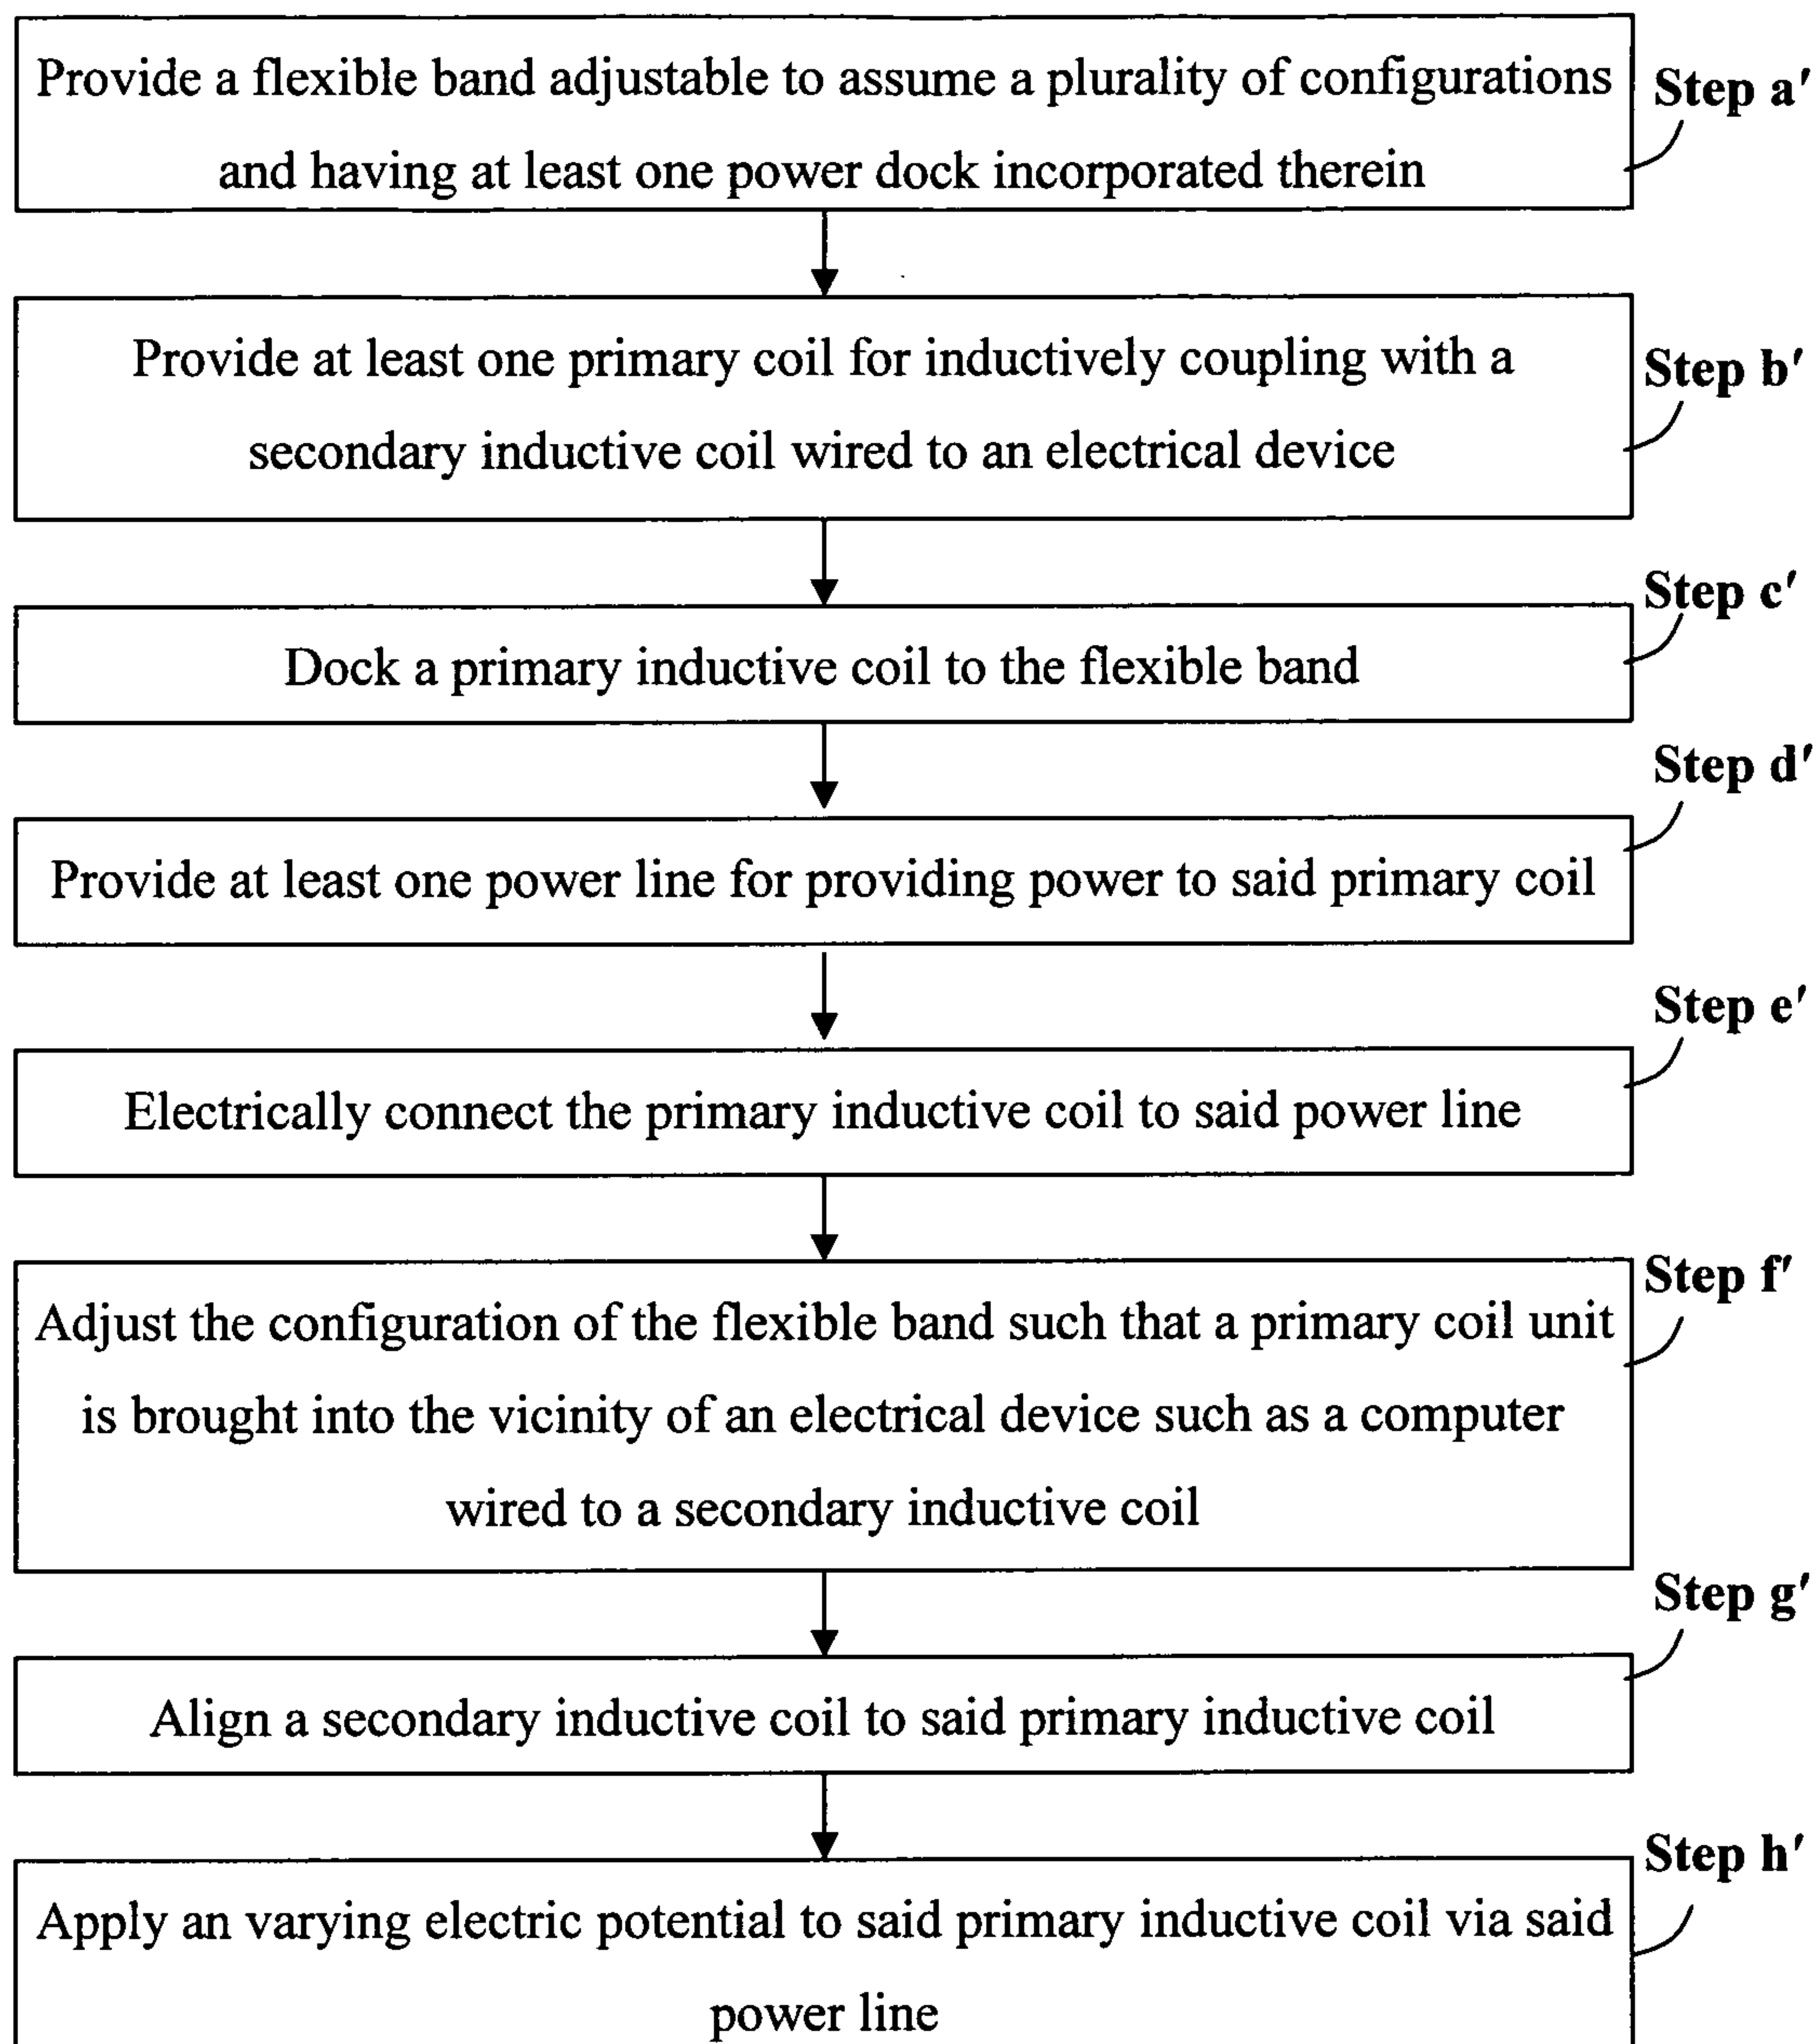 Provide a flexible band adjustable to assume a plurality of configurations
and having at least one power dock incorporated therein
Step a'
Provide at least one primary coil for inductively coupling with a
secondary inductive coil wired to an electrical device
Step b'
Dock a primary inductive coil to the flexible band
Step c'
Provide at least one power line for providing power to said primary coil
Step d'
Electrically connect the primary inductive coil to said power line
Step e'
Adjust the configuration of the flexible band such that a primary coil unit
is brought into the vicinity of an electrical device such as a computer
wired to a secondary inductive coil
Step f'
Align a secondary inductive coil to said primary inductive coil
Step g'
Apply an varying electric potential to said primary inductive coil via said
power line
Step h'